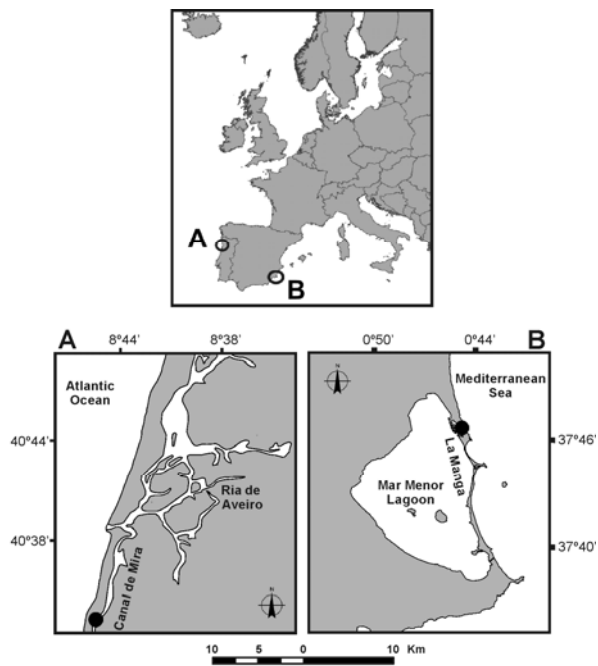 A
B
A
8°44'
8°38'
Atlantic
Ocean
40°44'
40°38'
Ria de
Aveiro
Canal de Mira
N
0°50'
0°44'
B
N
Mediterranean
Sea
37°46'
37°40'
La Manga
Mar Menor
Lagoon
10 5 0 10 Km